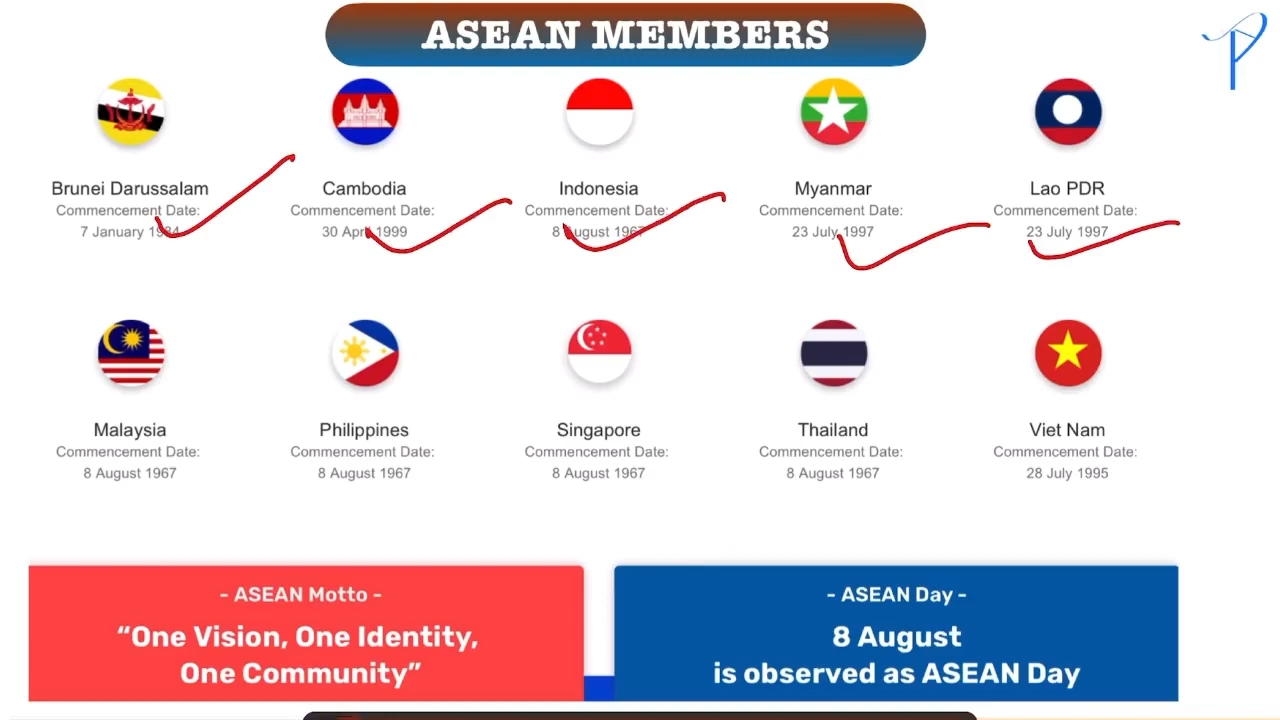 ASEAN MEMBERS
Brunei Darussalam
Commencement Date:
7 January 1984
Cambodia
Commencement Date:
30 April 1999
Indonesia
Commencement Date:
8 August 1967
Myanmar
Commencement Date:
23 July 1997
Lao PDR
Commencement Date:
23 July 1997
Malaysia
Commencement Date:
8 August 1967
Philippines
Commencement Date:
8 August 1967
Singapore
Commencement Date:
8 August 1967
Thailand
Commencement Date:
8 August 1967
Viet Nam
Commencement Date:
28 July 1995
- ASEAN Motto -
“One Vision, One Identity,
One Community”
- ASEAN Day -
8 August
is observed as ASEAN Day